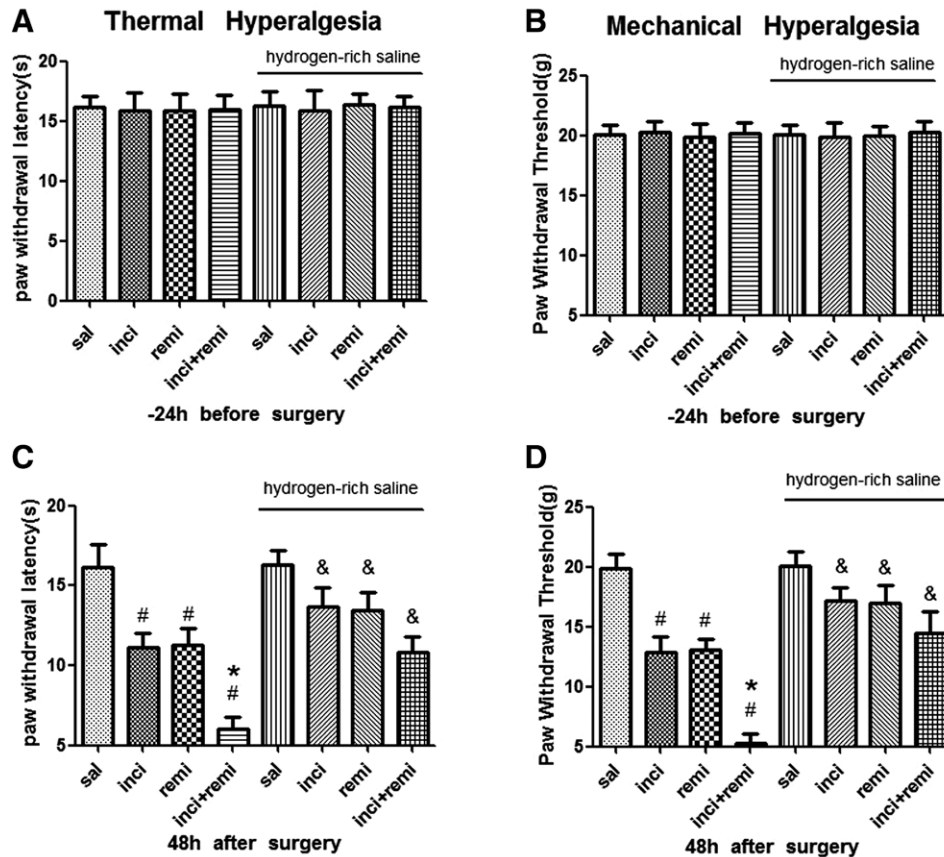 A
Thermal Hyperalgesia
hydrogen-rich saline
paw withdrawal latency(s)
20
15
10
5
0
sal
inci
remi
inci+remi
sal
inci
remi
inci+remi
-24h before surgery
B
Mechanical Hyperalgesia
hydrogen-rich saline
Paw Withdrawal Threshold(g)
25
20
15
10
5
sal
inci
remi
inci+remi
sal
inci
remi
inci+remi
-24h before surgery
C
hydrogen-rich saline
paw withdrawal latency(s)
20
15
10
5
#
#
*
#
&
&
&
sal
inci
remi
inci+remi
sal
inci
remi
inci+remi
48h after surgery
D
hydrogen-rich saline
Paw Withdrawal Threshold(g)
25
20
15
10
5
#
#
*
#
&
&
&
sal
inci
remi
inci+remi
sal
inci
remi
inci+remi
48h after surgery